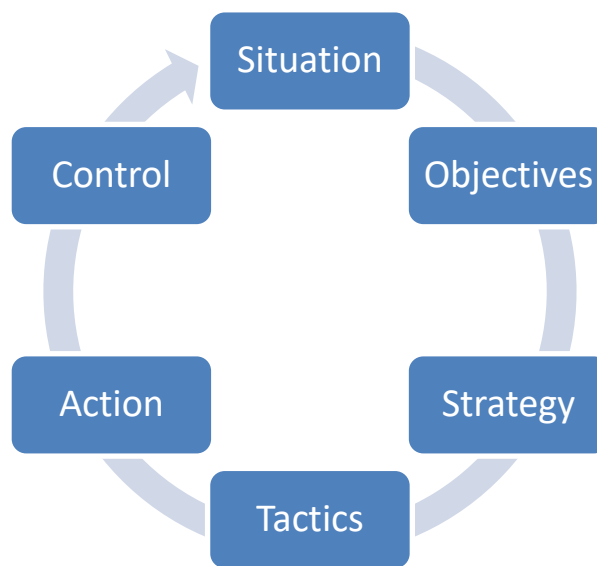 Situation
Objectives
Strategy
Tactics
Action
Control